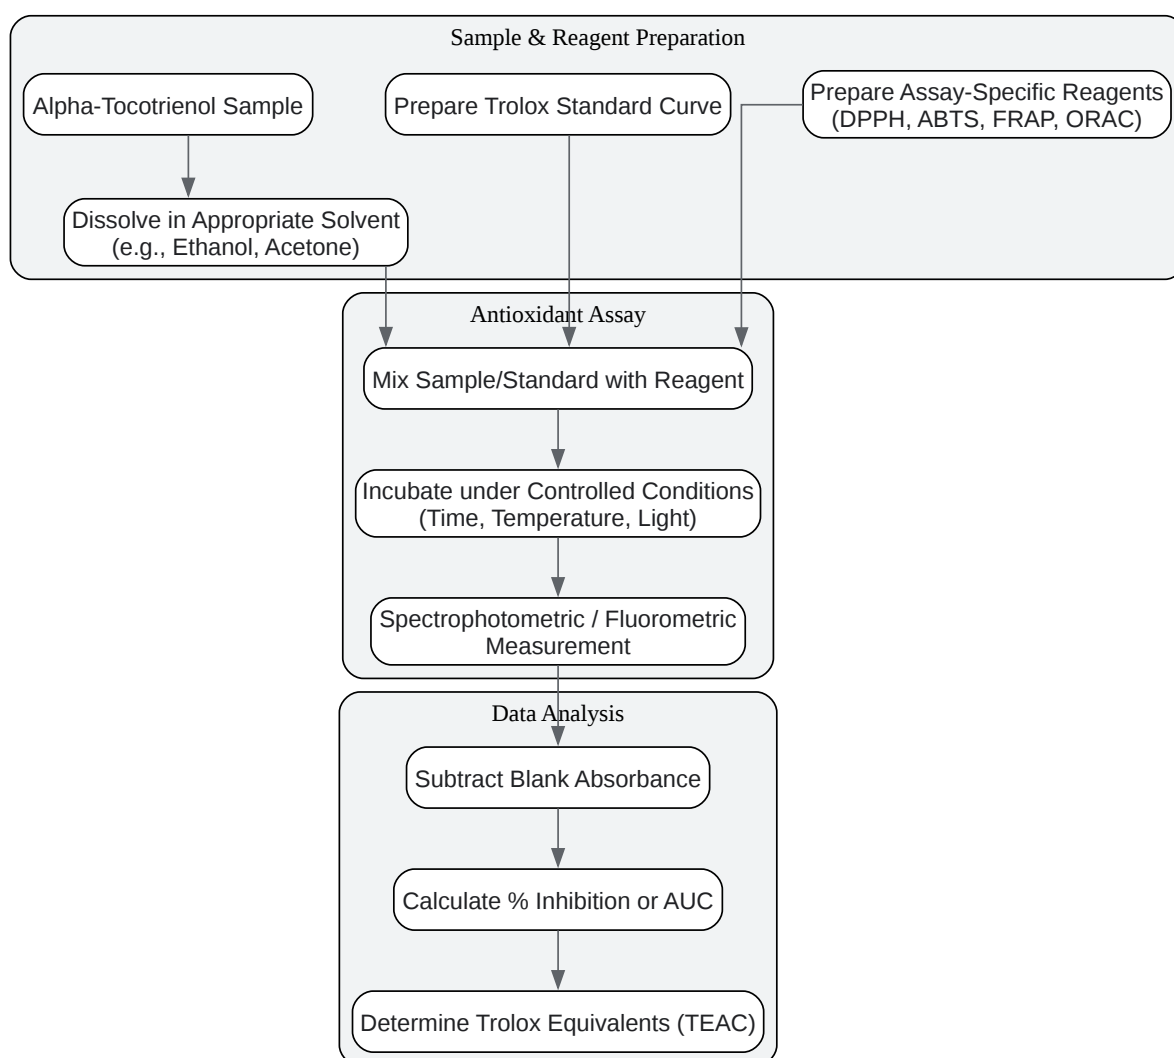 Sample & Reagent Preparation
Alpha-Tocotrienol Sample
Prepare Trolox Standard Curve
Prepare Assay-Specific Reagents
(DPPH, ABTS, FRAP, ORAC)
Dissolve in Appropriate Solvent
(e.g., Ethanol, Acetone)
Antioxidant Assay
Mix Sample/Standard with Reagent
Incubate under Controlled Conditions
(Time, Temperature, Light)
Spectrophotometric / Fluorometric
Measurement
Data Analysis
Subtract Blank Absorbance
Calculate % Inhibition or AUC
Determine Trolox Equivalents (TEAC)